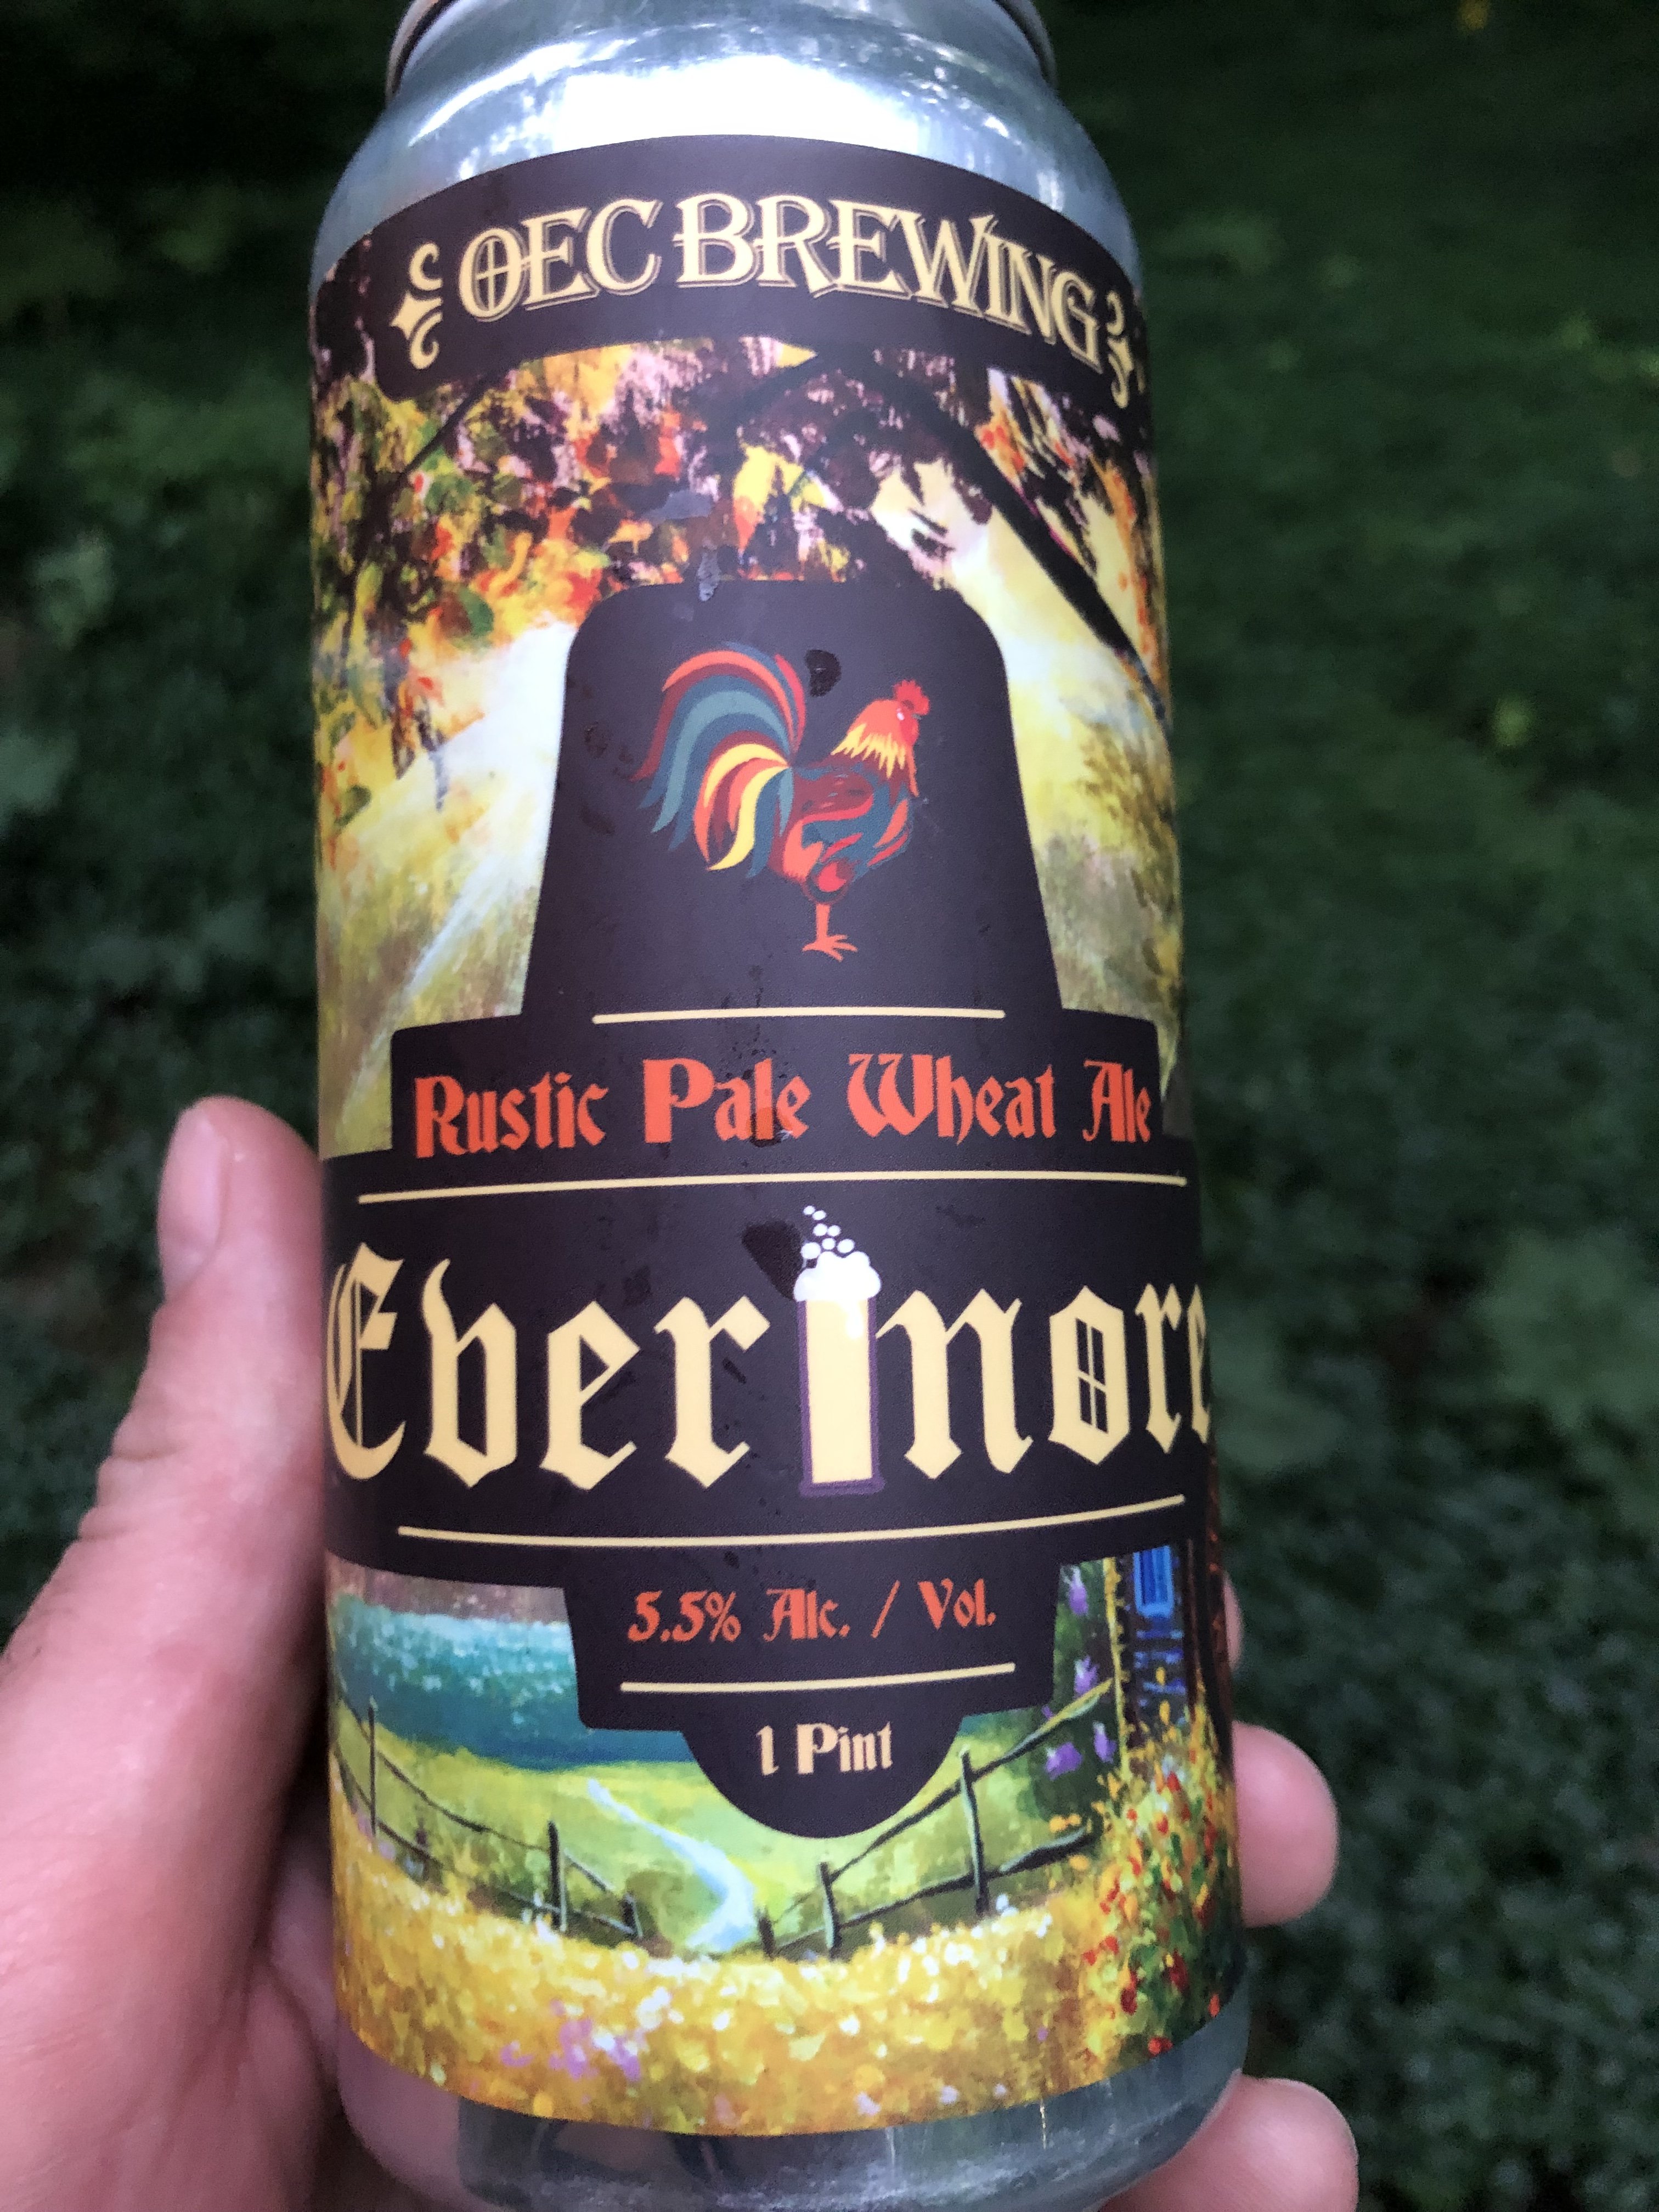 OEC BREWING
Rustic Pale Wheat Ale
Evermore
5.5% Alc. / Vol.
1 Pint